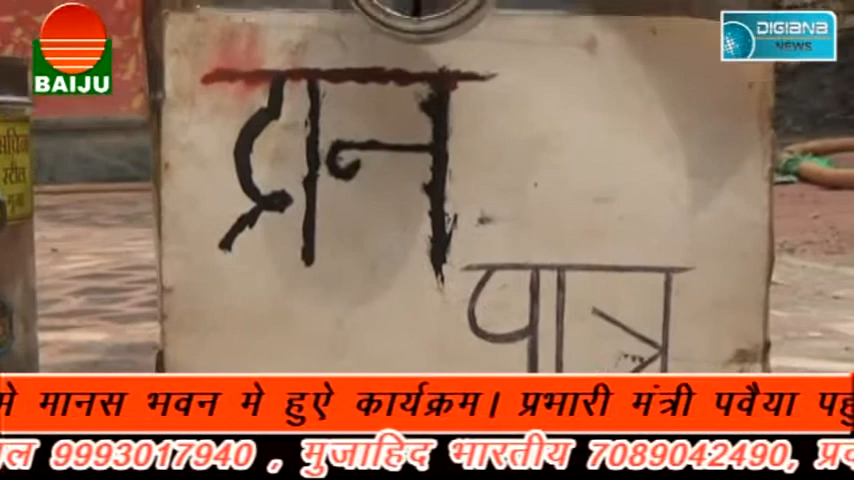 BAIJU
DIGIANA
NEWS
दान
पात्र
मे मानस भवन मे हुऐ कार्यक्रम। प्रभारी मंत्री पवैया
9993017940 , मुजाहिद भारतीय 7089042490,